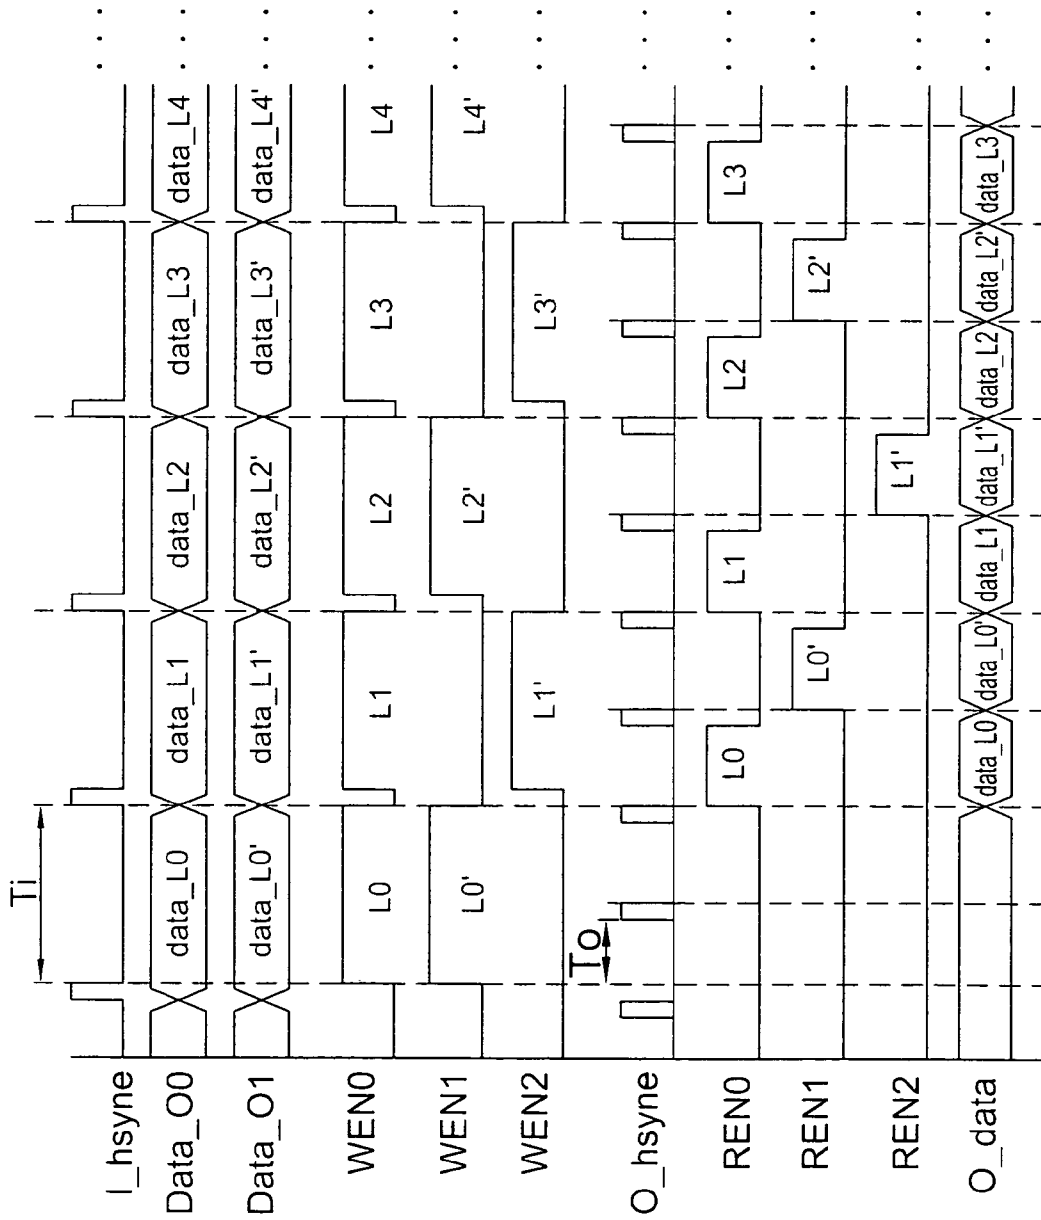 Ti
I_hsyne
Data_O0 data_L0 data_L1 data_L2 data_L3 data_L4
Data_O1 data_L0' data_L1' data_L2' data_L3' data_L4'
WEN0 L0 L1 L2 L3 L4
WEN1 L0' L2' L4'
WEN2 L1' L3'
To
O_hsyne
REN0 L0 L1 L2 L3
REN1 L0' L2'
REN2 L1'
O_data data_L0 data_L0' data_L1 data_L1' data_L2 data_L2' data_L3